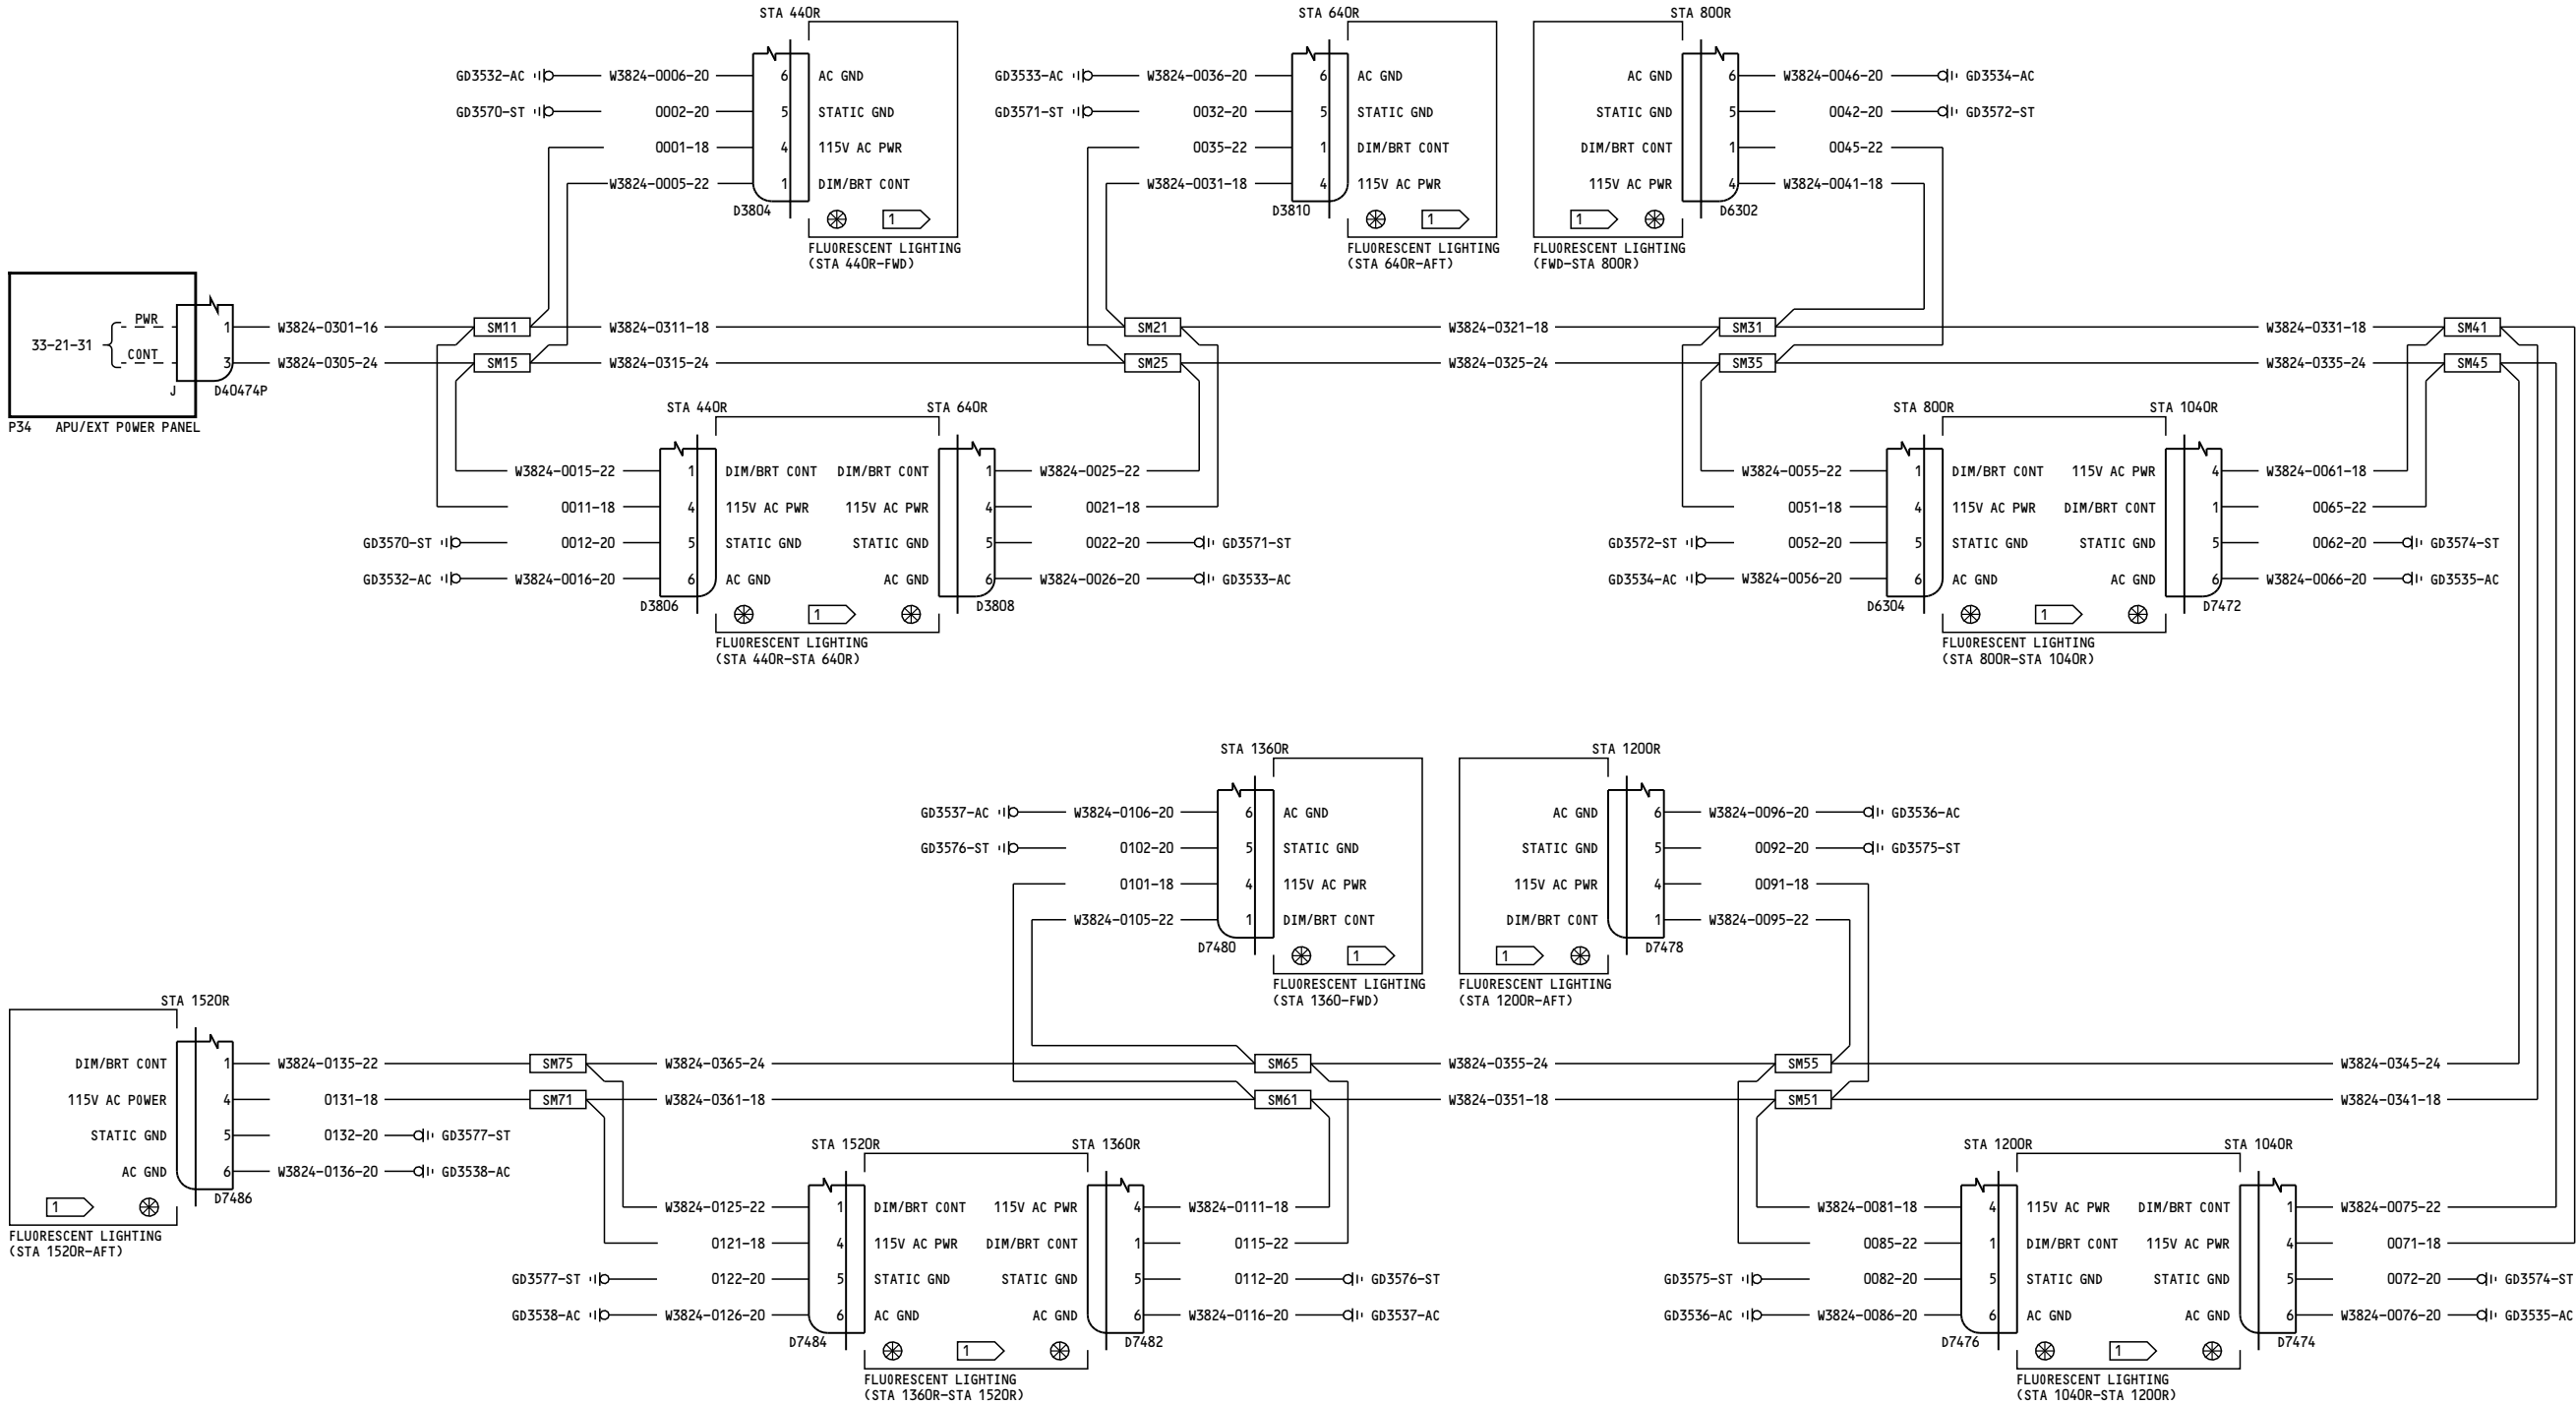 STA 440R
GD3532-AC W3824-0006-20 6 AC GND
GD3570-ST 0002-20 5 STATIC GND
0001-18 4 115V AC PWR
W3824-0005-22 1 DIM/BRT CONT
D3804
1
FLUORESCENT LIGHTING
(STA 440R-FWD)
STA 640R
GD3533-AC W3824-0036-20 6 AC GND
GD3571-ST 0032-20 5 STATIC GND
0035-22 1 DIM/BRT CONT
W3824-0031-18 4 115V AC PWR
D3810
1
FLUORESCENT LIGHTING
(STA 640R-AFT)
STA 800R
AC GND 6 W3824-0046-20 GD3534-AC
STATIC GND 5 0042-20 GD3572-ST
DIM/BRT CONT 1 0045-22
115V AC PWR 4 W3824-0041-18
1
D6302
FLUORESCENT LIGHTING
(FWD-STA 800R)
33-21-31
PWR
CONT
J
P34 APU/EXT POWER PANEL
D40474P
1 W3824-0301-16 SM11 W3824-0311-18 SM21 W3824-0321-18 SM31 W3824-0331-18 SM41
3 W3824-0305-24 SM15 W3824-0315-24 SM25 W3824-0325-24 SM35 W3824-0335-24 SM45
STA 440R STA 640R
W3824-0015-22 1 DIM/BRT CONT DIM/BRT CONT 1 W3824-0025-22
0011-18 4 115V AC PWR 115V AC PWR 4 0021-18
GD3570-ST 0012-20 5 STATIC GND STATIC GND 5 0022-20 GD3571-ST
GD3532-AC W3824-0016-20 6 AC GND AC GND 6 W3824-0026-20 GD3533-AC
D3806 1 D3808
FLUORESCENT LIGHTING
(STA 440R-STA 640R)
STA 800R STA 1040R
W3824-0055-22 1 DIM/BRT CONT 115V AC PWR 4 W3824-0061-18
0051-18 4 115V AC PWR DIM/BRT CONT 1 0065-22
GD3572-ST 0052-20 5 STATIC GND STATIC GND 5 0062-20 GD3574-ST
GD3534-AC W3824-0056-20 6 AC GND AC GND 6 W3824-0066-20 GD3535-AC
D6304 1 D7472
FLUORESCENT LIGHTING
(STA 800R-STA 1040R)
STA 1360R
GD3537-AC W3824-0106-20 6 AC GND
GD3576-ST 0102-20 5 STATIC GND
0101-18 4 115V AC PWR
W3824-0105-22 1 DIM/BRT CONT
D7480
1
FLUORESCENT LIGHTING
(STA 1360-FWD)
STA 1200R
AC GND 6 W3824-0096-20 GD3536-AC
STATIC GND 5 0092-20 GD3575-ST
115V AC PWR 4 0091-18
DIM/BRT CONT 1 W3824-0095-22
1
D7478
FLUORESCENT LIGHTING
(STA 1200R-AFT)
STA 1520R
DIM/BRT CONT 1 W3824-0135-22 SM75 W3824-0365-24 SM65 W3824-0355-24 SM55 W3824-0345-24
115V AC POWER 4 0131-18 SM71 W3824-0361-18 SM61 W3824-0351-18 SM51 W3824-0341-18
STATIC GND 5 0132-20 GD3577-ST
AC GND 6 W3824-0136-20 GD3538-AC
1
D7486
FLUORESCENT LIGHTING
(STA 1520R-AFT)
STA 1520R STA 1360R
W3824-0125-22 1 DIM/BRT CONT 115V AC PWR 4 W3824-0111-18
0121-18 4 115V AC PWR DIM/BRT CONT 1 0115-22
GD3577-ST 0122-20 5 STATIC GND STATIC GND 5 0112-20 GD3576-ST
GD3538-AC W3824-0126-20 6 AC GND AC GND 6 W3824-0116-20 GD3537-AC
D7484 1 D7482
FLUORESCENT LIGHTING
(STA 1360R-STA 1520R)
STA 1200R STA 1040R
W3824-0081-18 4 115V AC PWR DIM/BRT CONT 1 W3824-0075-22
0085-22 1 DIM/BRT CONT 115V AC PWR 4 0071-18
GD3575-ST 0082-20 5 STATIC GND STATIC GND 5 0072-20 GD3574-ST
GD3536-AC W3824-0086-20 6 AC GND AC GND 6 W3824-0076-20 GD3535-AC
D7476 1 D7474
FLUORESCENT LIGHTING
(STA 1040R-STA 1200R)